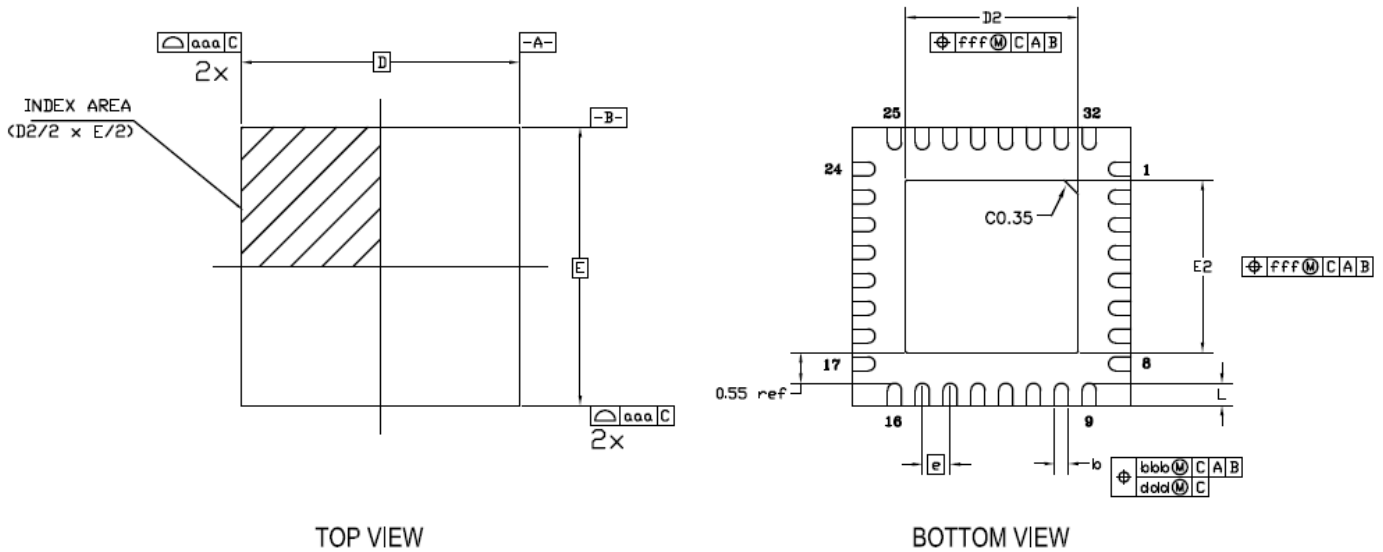 D2
⌖ fff Ⓜ C A B
⌓ aaa C
2x
-A-
D
INDEX AREA
(D2/2 x E/2)
-B-
E
⌓ aaa C
2x
25
32
24
1
C0.35
E2
⌖ fff Ⓜ C A B
17
8
0.55 ref
L
16
9
e
b
⌖ bbb Ⓜ C A B
ddd Ⓜ C
TOP VIEW
BOTTOM VIEW